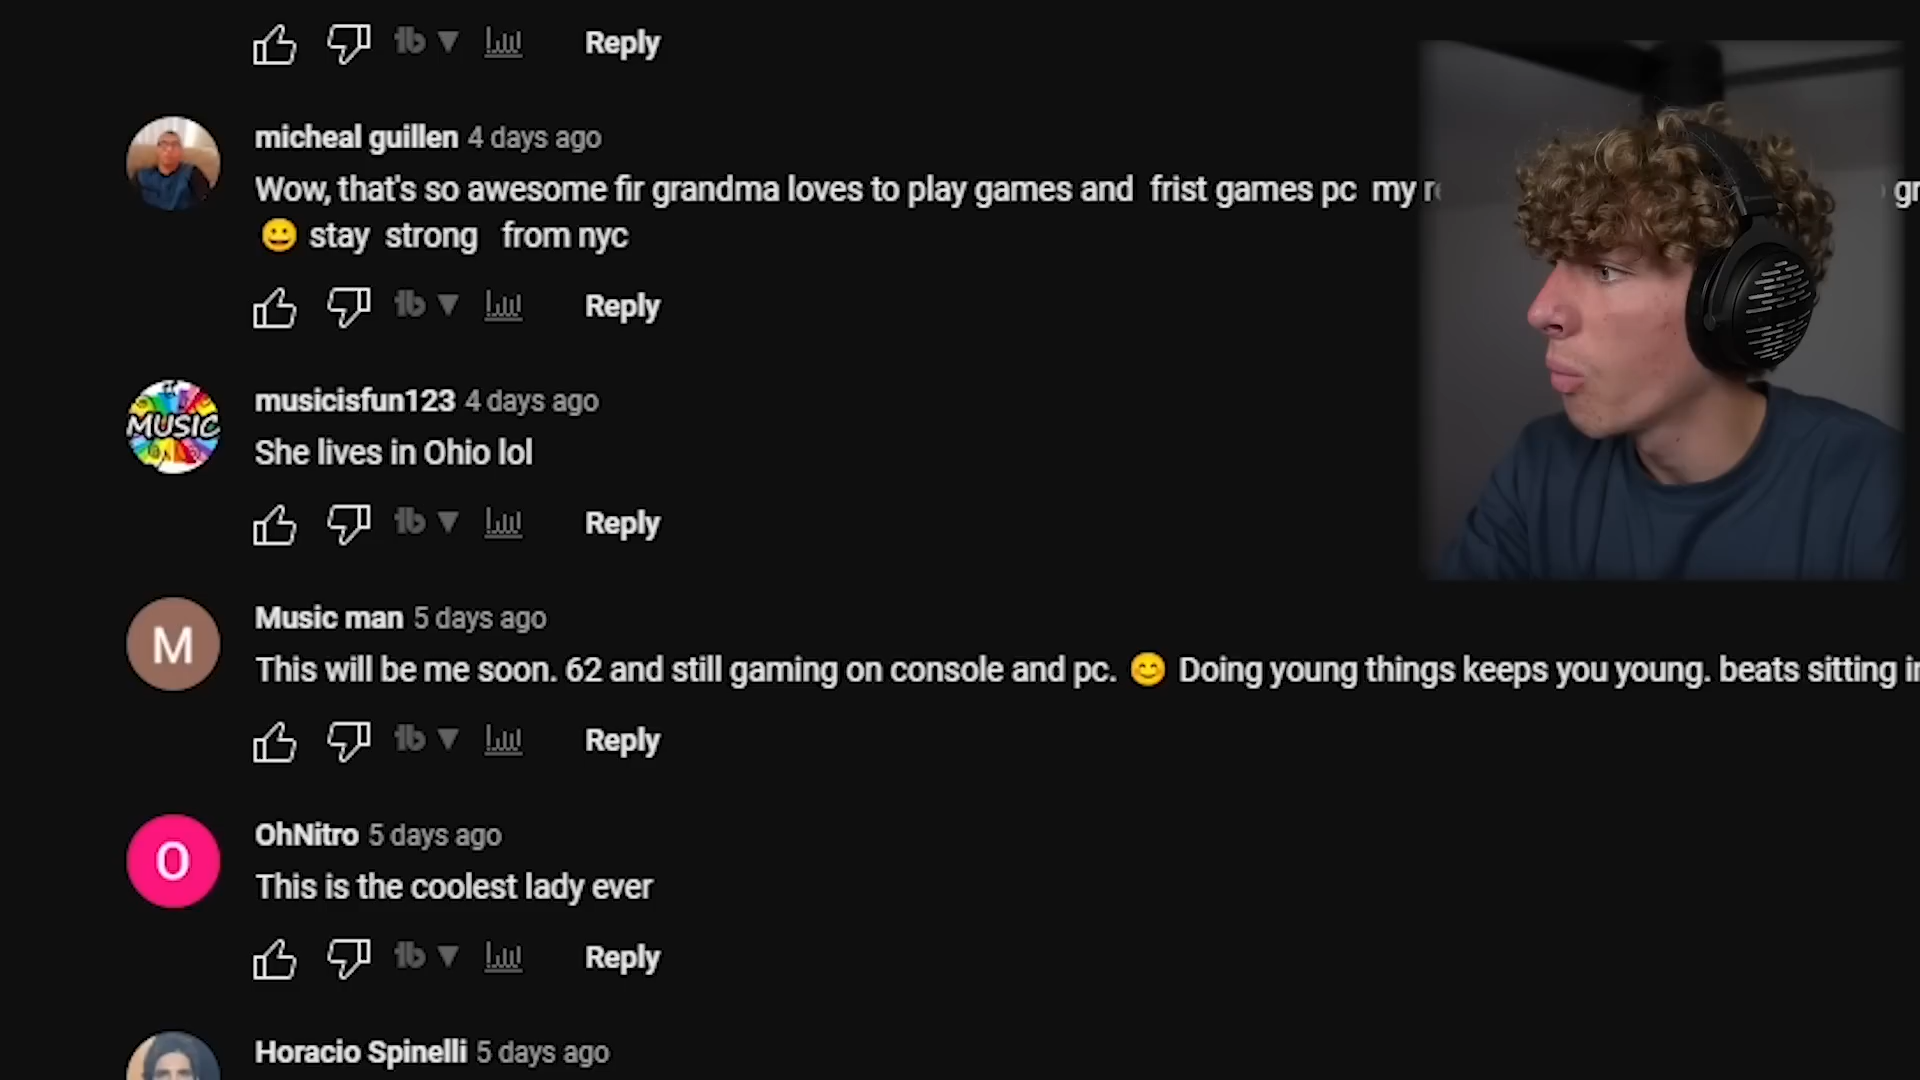 Reply
micheal guillen 4 days ago
Wow, that's so awesome fir grandma loves to play games and frist games pc my
😀 stay strong from nyc
Reply
MUSIC
musicisfun123 4 days ago
She lives in Ohio lol
Reply
M
Music man 5 days ago
This will be me soon. 62 and still gaming on console and pc. 😊 Doing young things keeps you young. beats sitting
Reply
O
OhNitro 5 days ago
This is the coolest lady ever
Reply
Horacio Spinelli 5 days ago